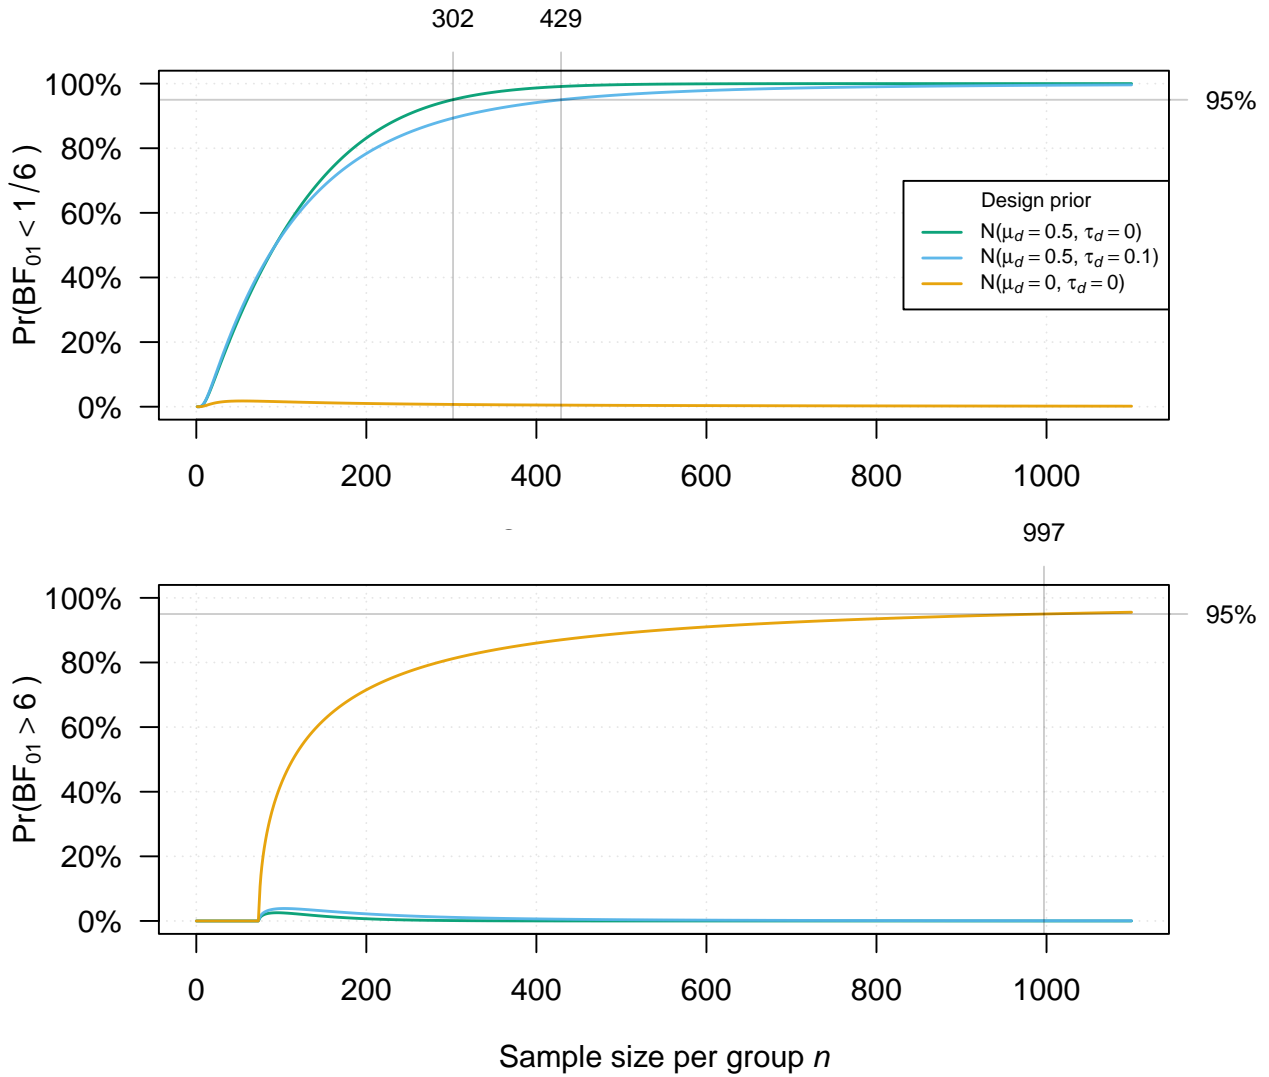 302 429
100%
95%
80%
60%
40%
20%
0%
Pr(BF01 < 1/6 )
Design prior
N(μd = 0.5, τd = 0)
N(μd = 0.5, τd = 0.1)
N(μd = 0, τd = 0)
0 200 400 600 800 1000
997
100%
95%
80%
60%
40%
20%
0%
Pr(BF01 > 6 )
0 200 400 600 800 1000
Sample size per group n